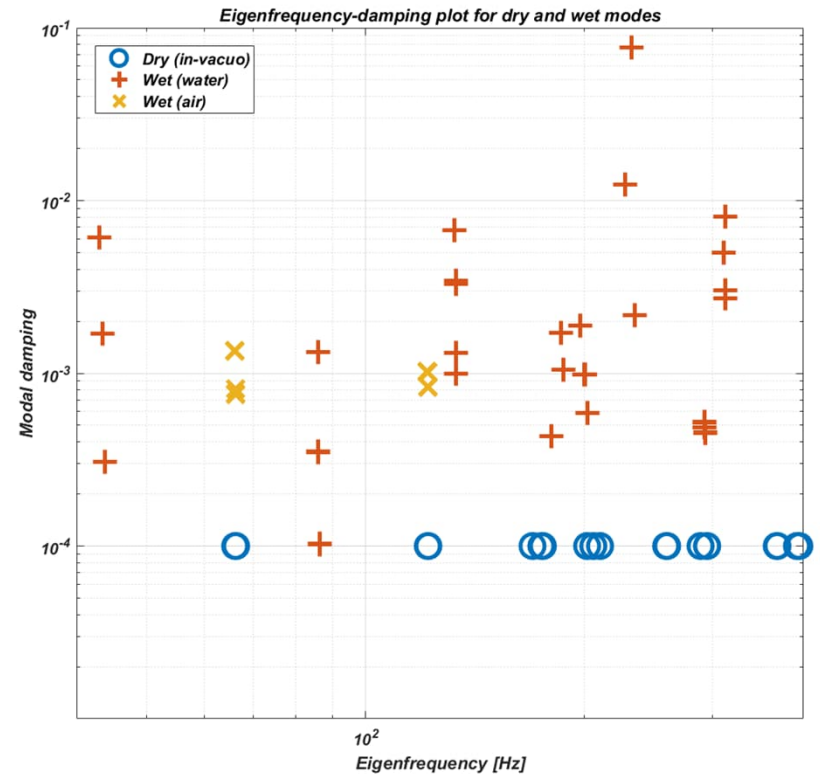 Eigenfrequency-damping plot for dry and wet modes
10^-1
Dry (in-vacuo)
Wet (water)
Wet (air)
10^-2
10^-3
10^-4
Modal damping
10^2
Eigenfrequency [Hz]